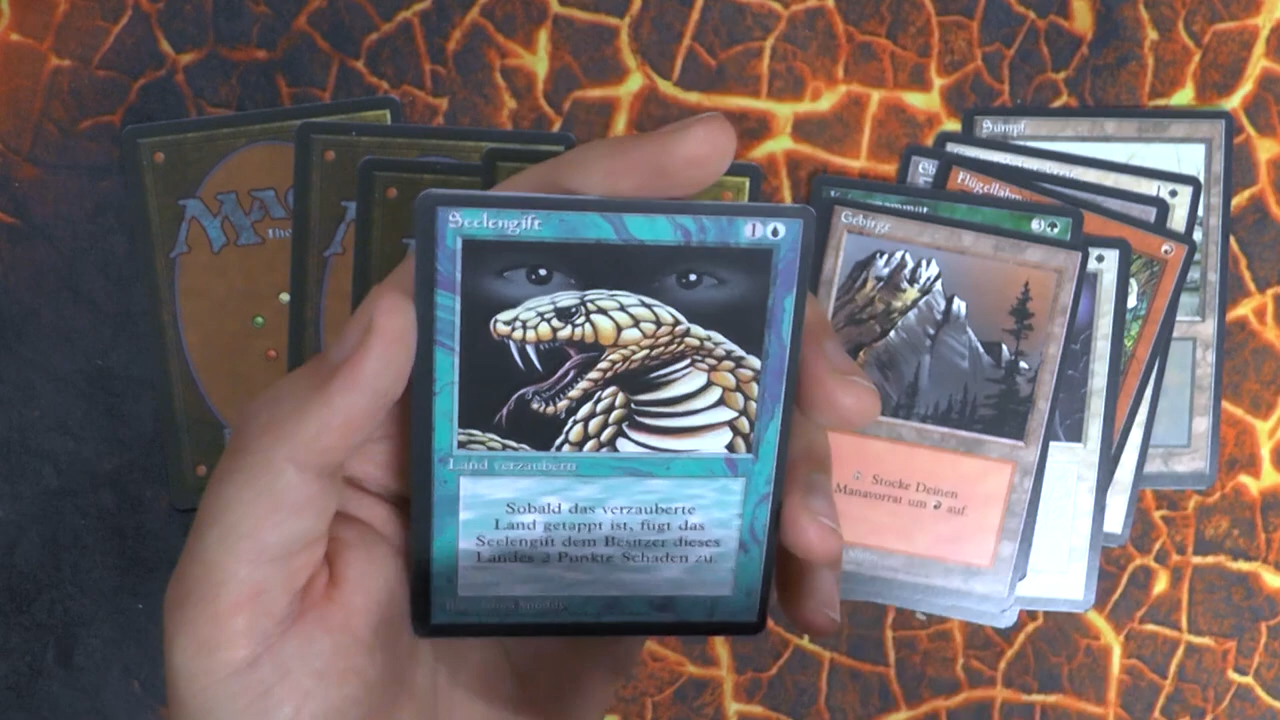 Sumpf
Flügellahm
Gebirge
3
Stocke Deinen
Manavorrat um auf.
Seelengift
1
Land verzaubern
Sobald das verzauberte
Land getappt ist, fügt das
Seelengift dem Besitzer dieses
Landes 2 Punkte Schaden zu.